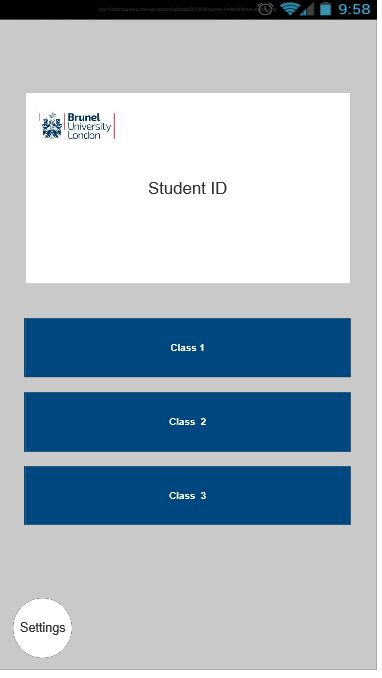 9:58
Brunel
University
London
Student ID
Class 1
Class 2
Class 3
Settings